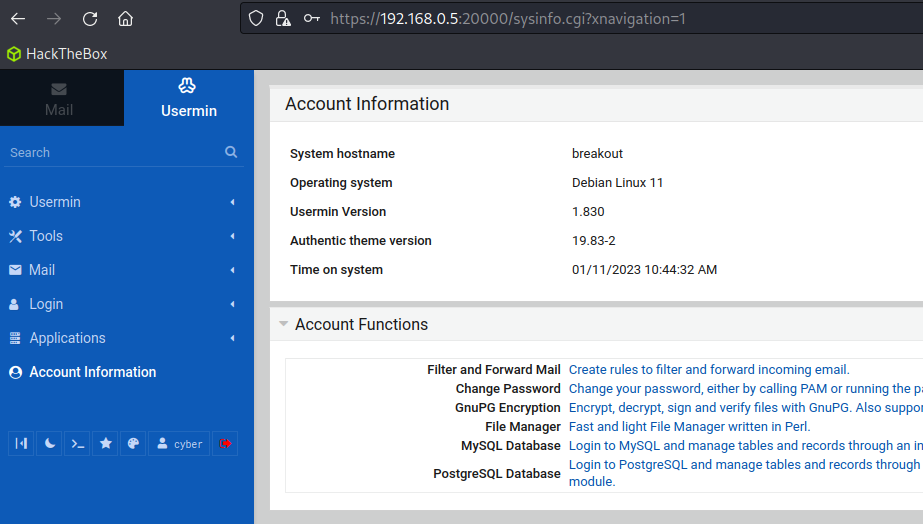 https://192.168.0.5:20000/sysinfo.cgi?xnavigation=1
HackTheBox
Mail
Usermin
Search
Usermin
Tools
Mail
Login
Applications
Account Information
cyber
Account Information
System hostname breakout
Operating system Debian Linux 11
Usermin Version 1.830
Authentic theme version 19.83-2
Time on system 01/11/2023 10:44:32 AM
Account Functions
Filter and Forward Mail Create rules to filter and forward incoming email.
Change Password Change your password, either by calling PAM or running the
GnuPG Encryption Encrypt, decrypt, sign and verify files with GnuPG. Also
File Manager Fast and light File Manager written in Perl.
MySQL Database Login to MySQL and manage tables and records through an
PostgreSQL Database Login to PostgreSQL and manage tables and records through
module.